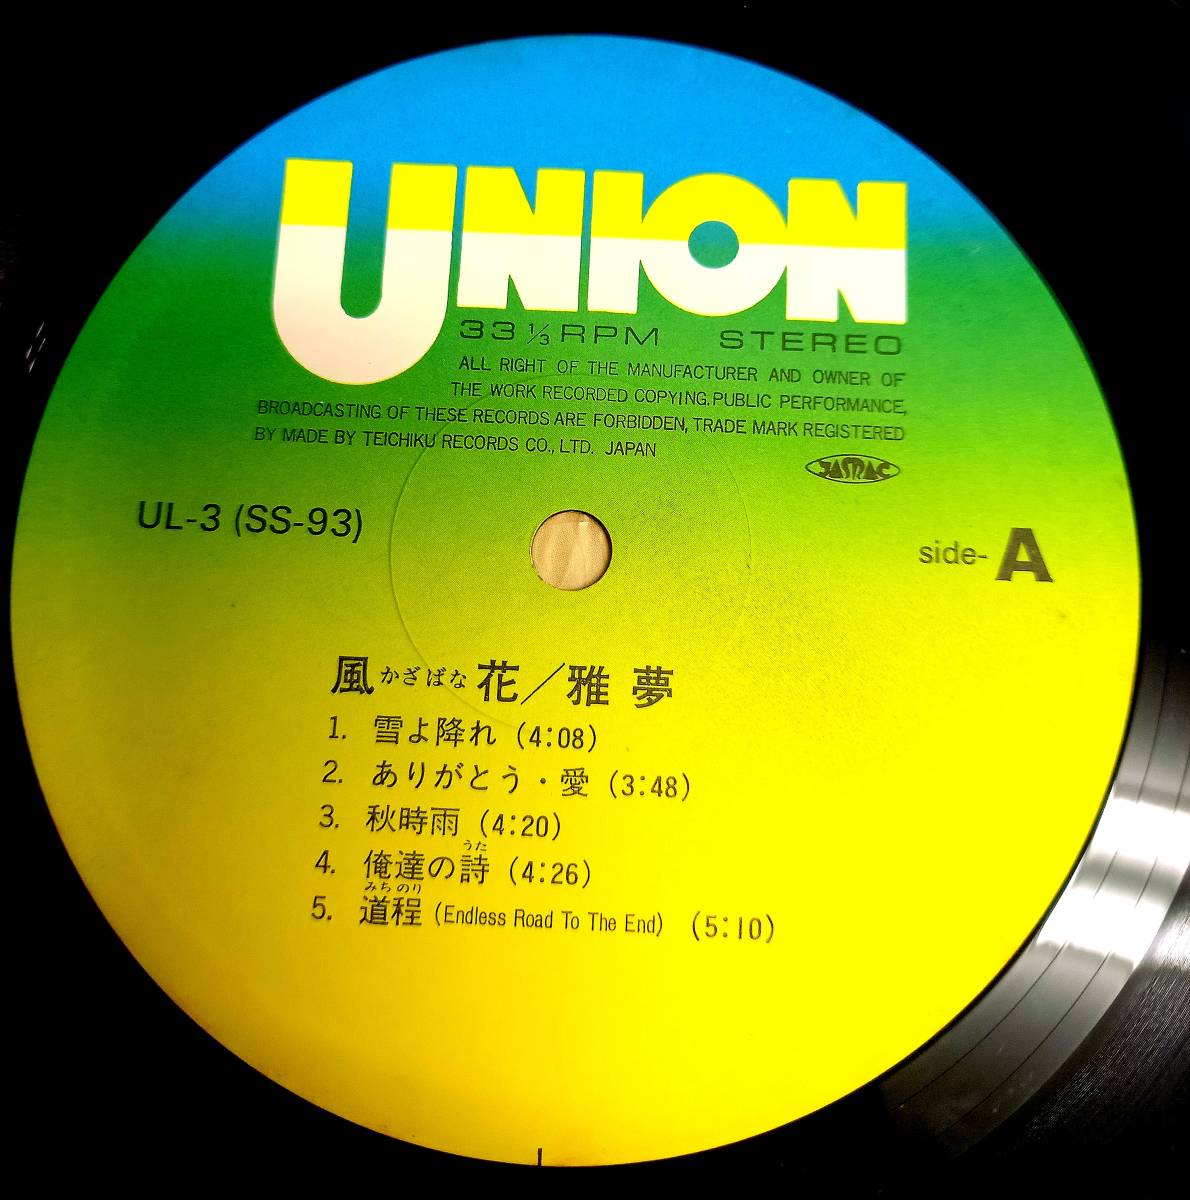 UNION
33 1/3 RPM STEREO
ALL RIGHT OF THE MANUFACTURER AND OWNER OF
THE WORK RECORDED COPYING, PUBLIC PERFORMANCE,
BROADCASTING OF THESE RECORDS ARE FORBIDDEN, TRADE MARK REGISTERED
BY MADE BY TEICHIKU RECORDS CO., LTD. JAPAN
JASRAC
UL-3 (SS-93)
side-A
風かざばな花/雅夢
1. 雪よ降れ (4:08)
2. ありがとう・愛 (3:48)
3. 秋時雨 (4:20)
うた
4. 俺達の詩 (4:26)
みちのり
5. 道程 (Endless Road To The End) (5:10)